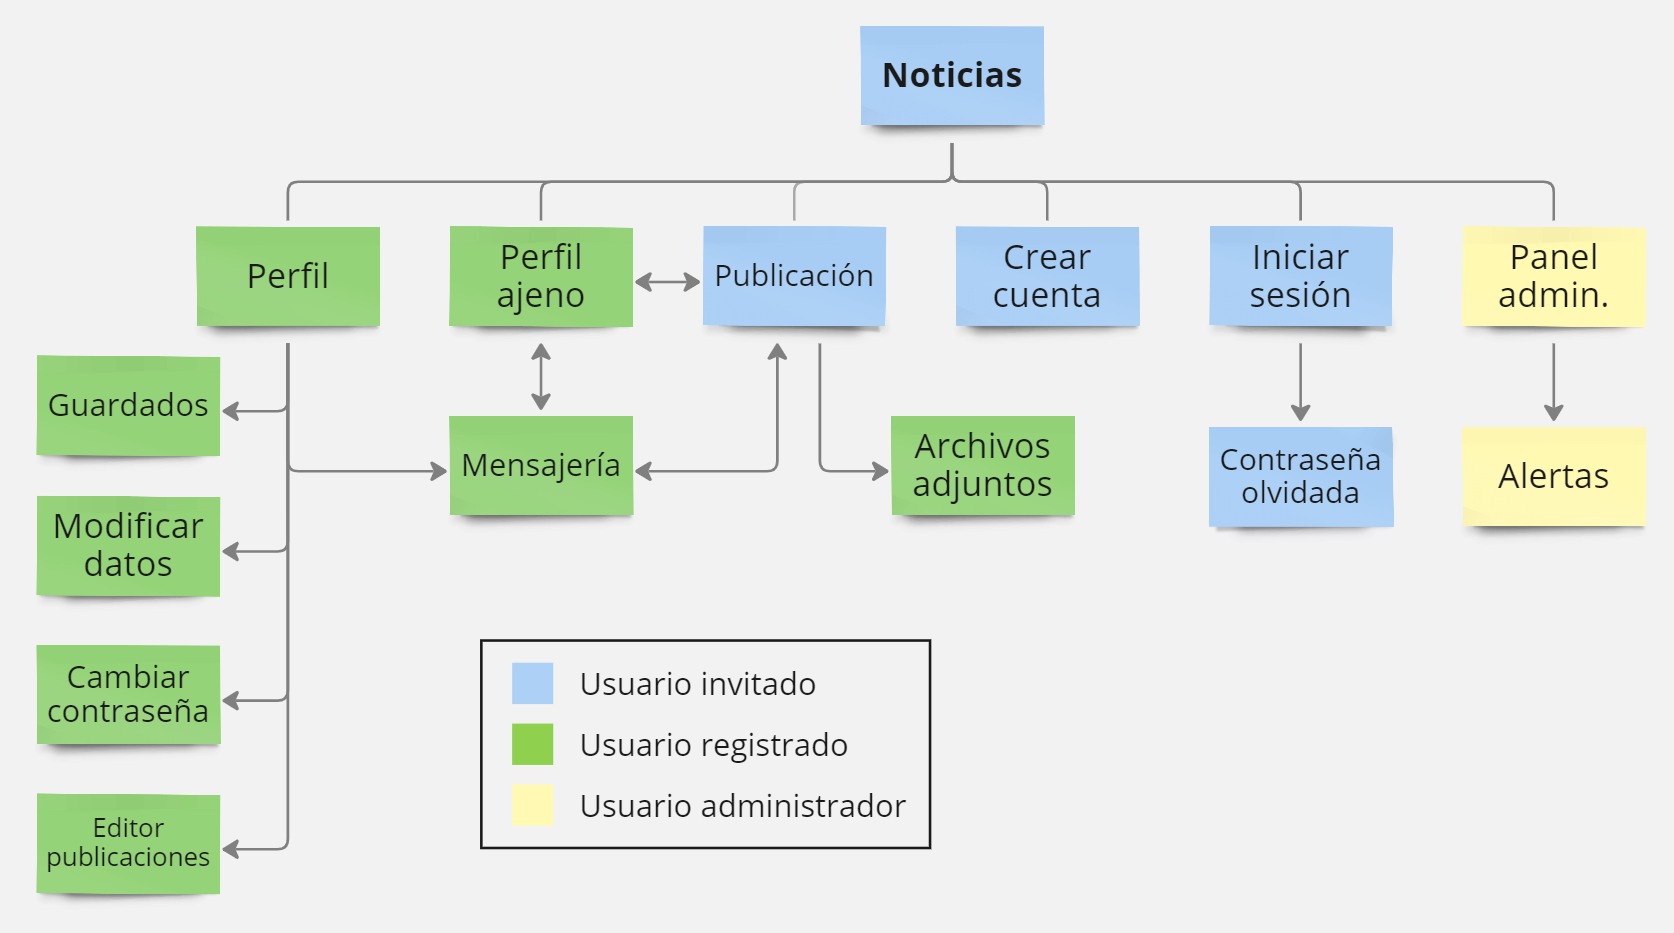 Noticias
Perfil
Perfil
ajeno
Publicación
Crear
cuenta
Iniciar
sesión
Panel
admin.
Guardados
Mensajería
Archivos
adjuntos
Contraseña
olvidada
Alertas
Modificar
datos
Cambiar
contraseña
Editor
publicaciones
Usuario invitado
Usuario registrado
Usuario administrador